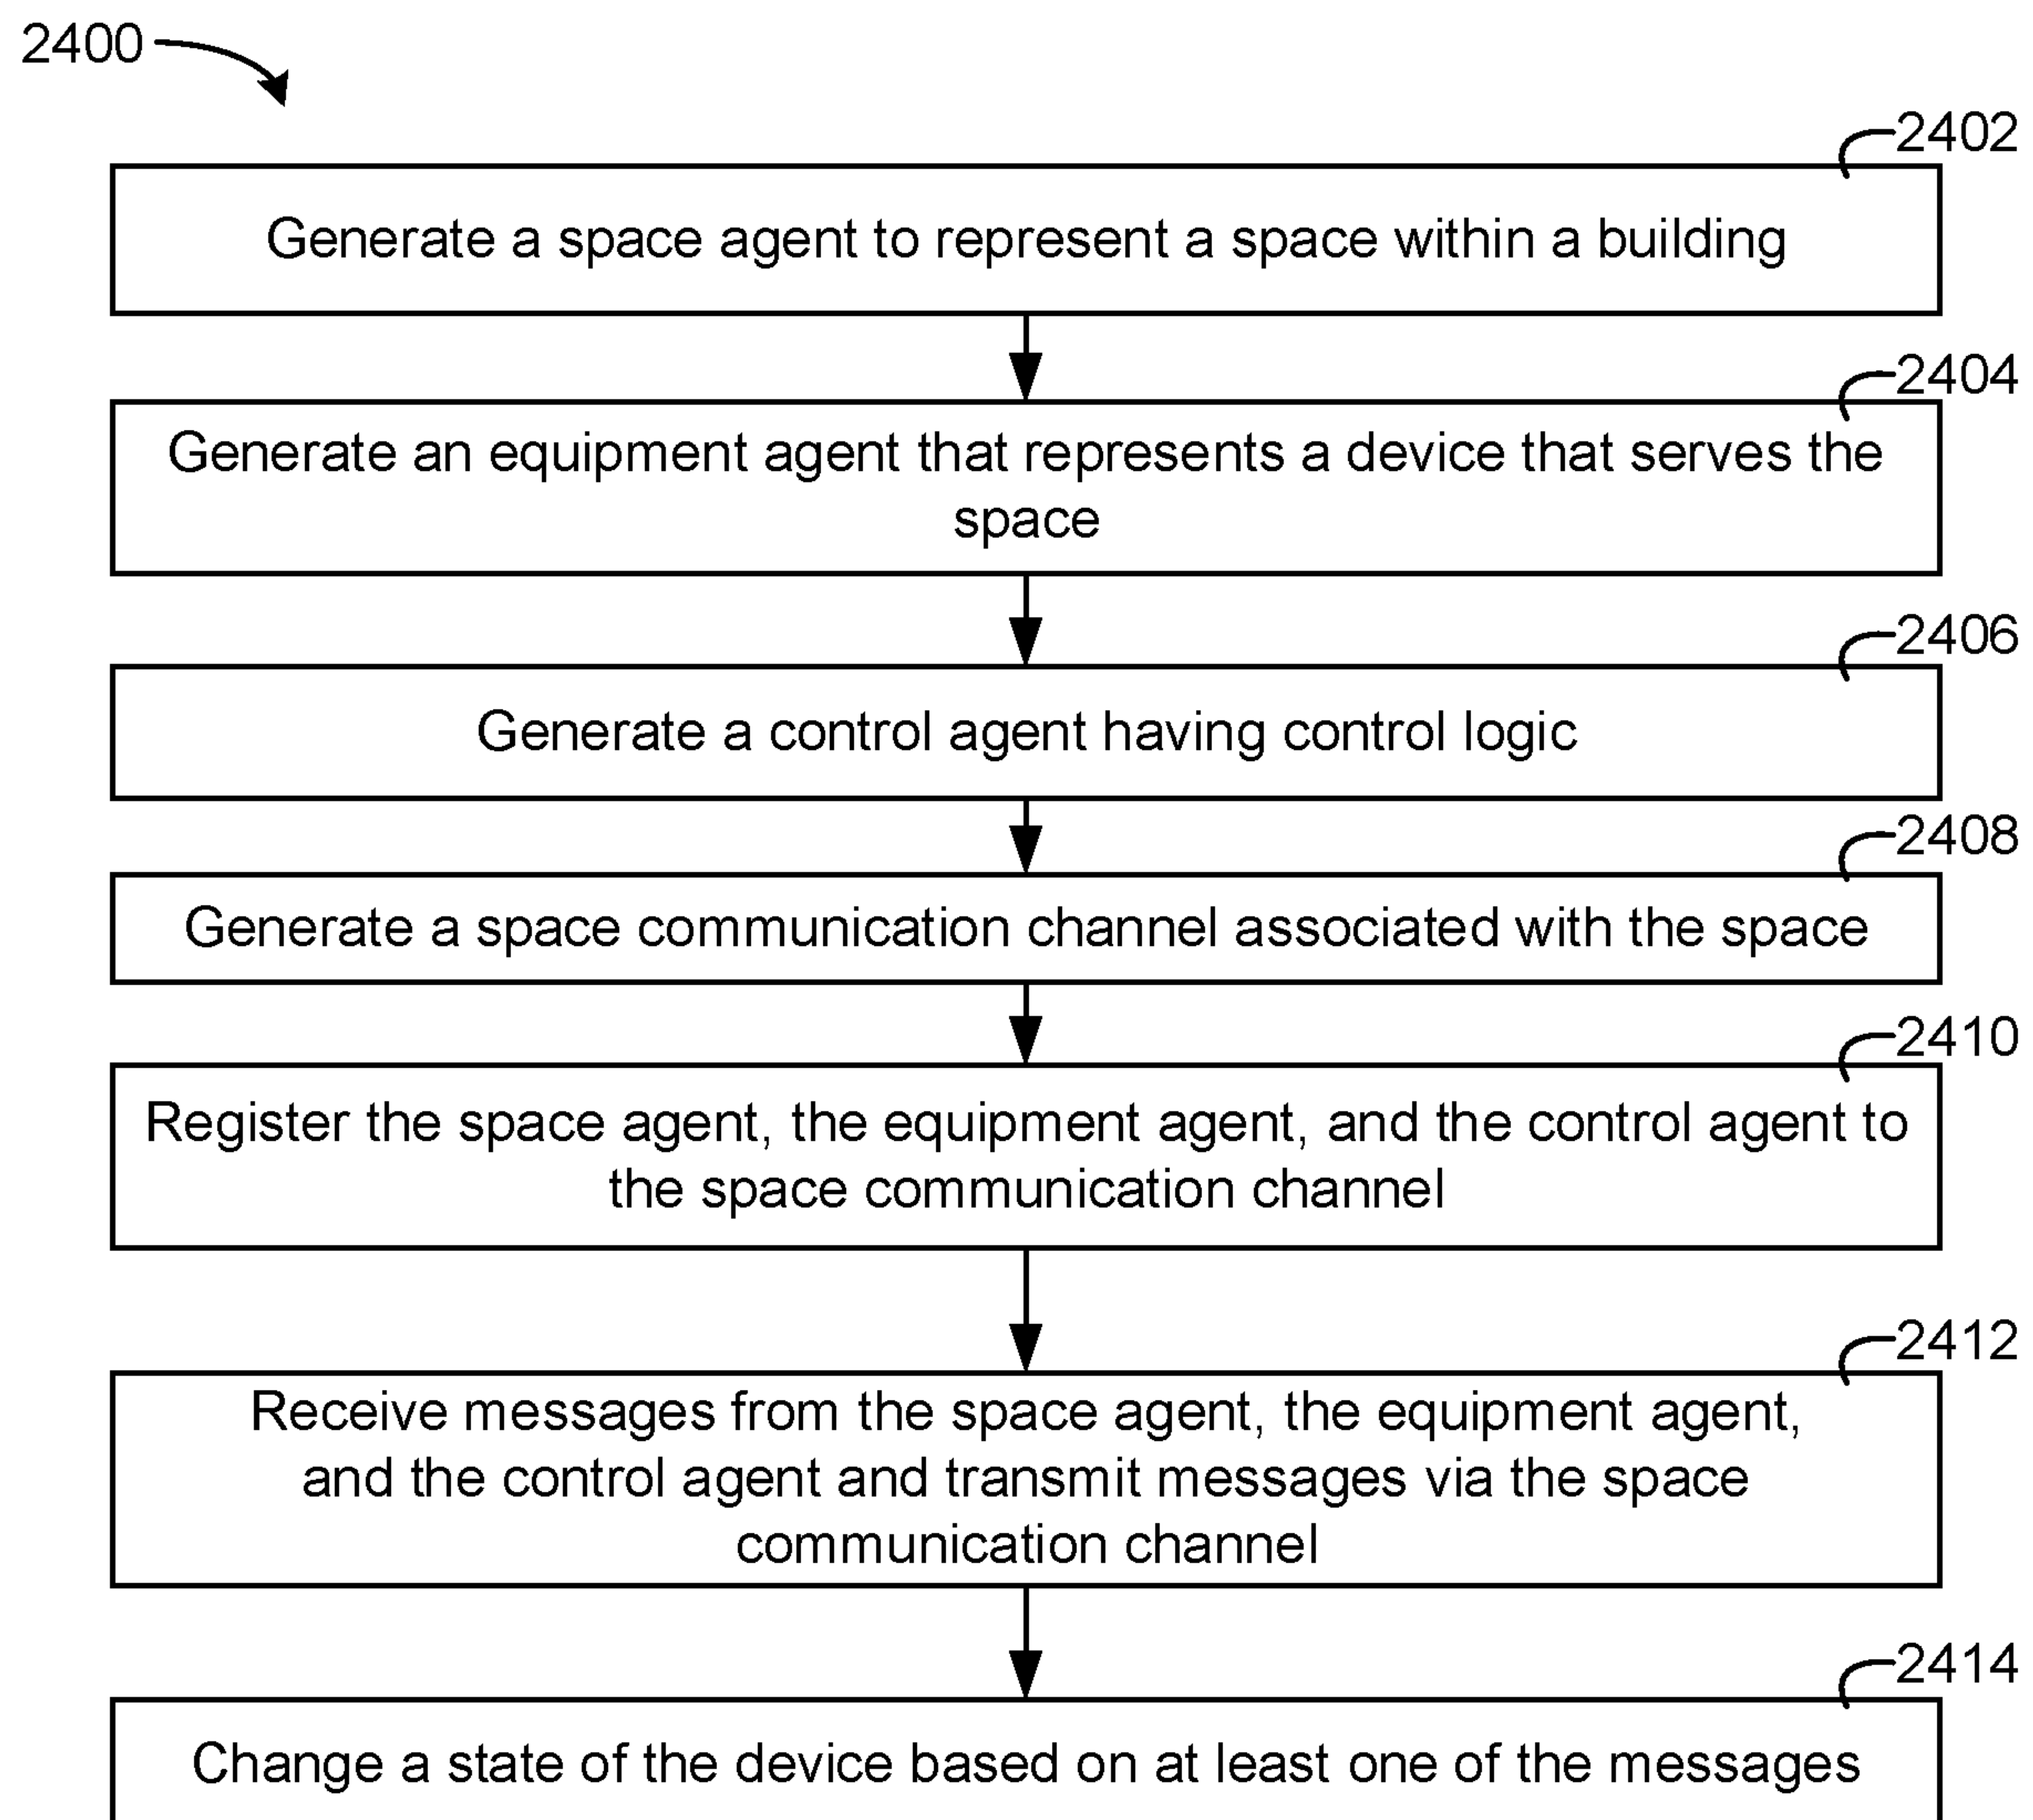 2400
2402
Generate a space agent to represent a space within a building
2404
Generate an equipment agent that represents a device that serves the
space
2406
Generate a control agent having control logic
2408
Generate a space communication channel associated with the space
2410
Register the space agent, the equipment agent, and the control agent to
the space communication channel
2412
Receive messages from the space agent, the equipment agent,
and the control agent and transmit messages via the space
communication channel
2414
Change a state of the device based on at least one of the messages